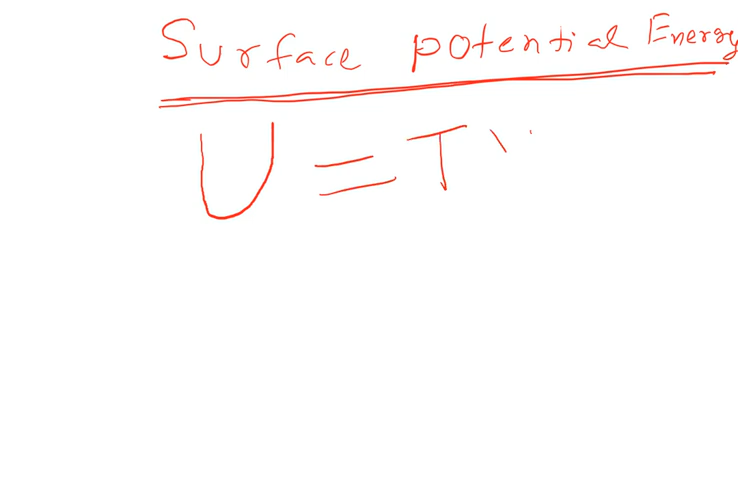 Surface potential Energy
U = T